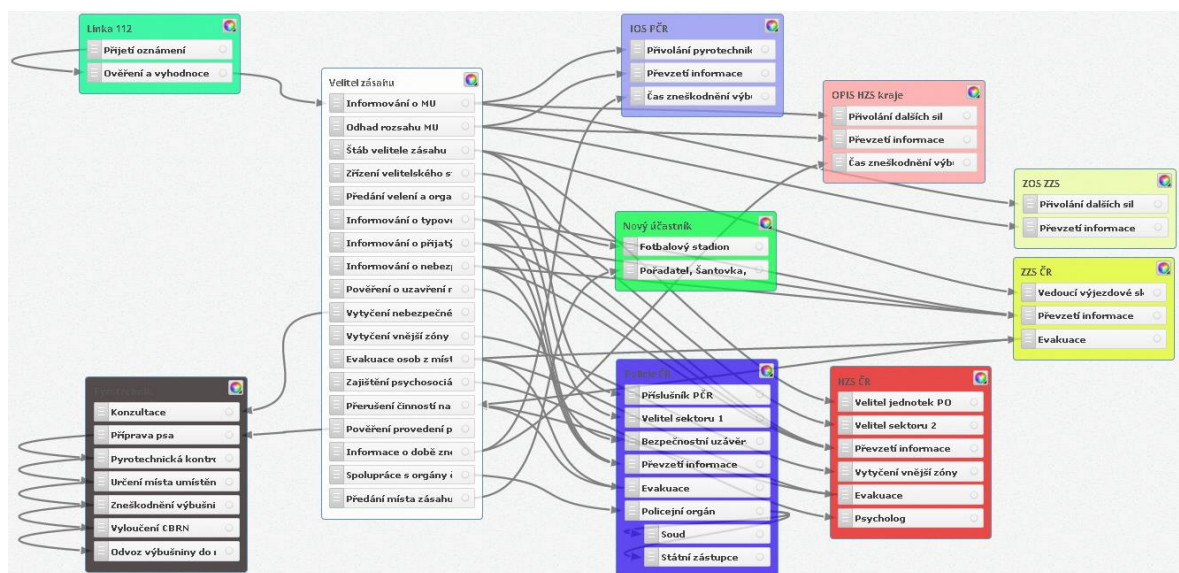 Linka 112
Přijetí oznámení
Ověření a vyhodnoce
Velitel zásahu
Informování o MU
Odhad rozsahu MU
Štáb velitele zásahu
Zřízení velitelského s
Předání velení a orga
Informování o typov
Informování o přijatý
Informování o nebez
Pověření o uzavření
Vytyčení nebezpečné
Vytyčení vnější zóny
Evakuace osob z míst
Zajištění psychosociá
Přerušení činností na
Pověření provedení p
Informace o době zn
Spolupráce s orgány
Předání místa zásahu
IOS PČR
Přivolání pyrotechnik
Převzetí informace
Čas zneškodnění výb
OPIS HZS kraje
Přivolání dalších sil
Převzetí informace
Čas zneškodnění výb
ZOS ZZS
Přivolání dalších sil
Převzetí informace
Nový účastník
Fotbalový stadion
Pořadatel, Šantovka,
ZZS ČR
Vedoucí výjezdové sk
Převzetí informace
Evakuace
Konzultace
Příprava psa
Pyrotechnická kontro
Určení místa umístěn
Zneškodnění výbušni
Vyloučení CBRN
Odvoz výbušniny do
Policie ČR
Příslušník PČR
Velitel sektoru 1
Bezpečnostní uzávěr
Převzetí informace
Evakuace
Policejní orgán
Soud
Státní zástupce
HZS ČR
Velitel jednotek PO
Velitel sektoru 2
Převzetí informace
Vytyčení vnější zóny
Evakuace
Psycholog